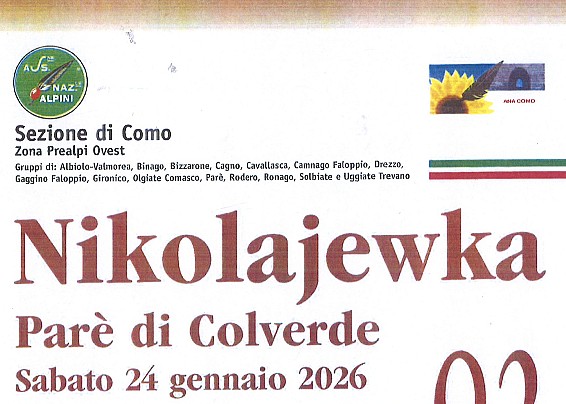 Ass. NAZ.LE
ALPINI
ANA COMO
Sezione di Como
Zona Prealpi Ovest
Gruppi di: Albiolo-Valmorea, Binago, Bizzarone, Cagno, Cavallasca, Camnago Faloppio, Drezzo,
Gaggino Faloppio, Gironico, Olgiate Comasco, Parè, Rodero, Ronago, Solbiate e Uggiate Trevano
Nikolajewka
Parè di Colverde
Sabato 24 gennaio 2026